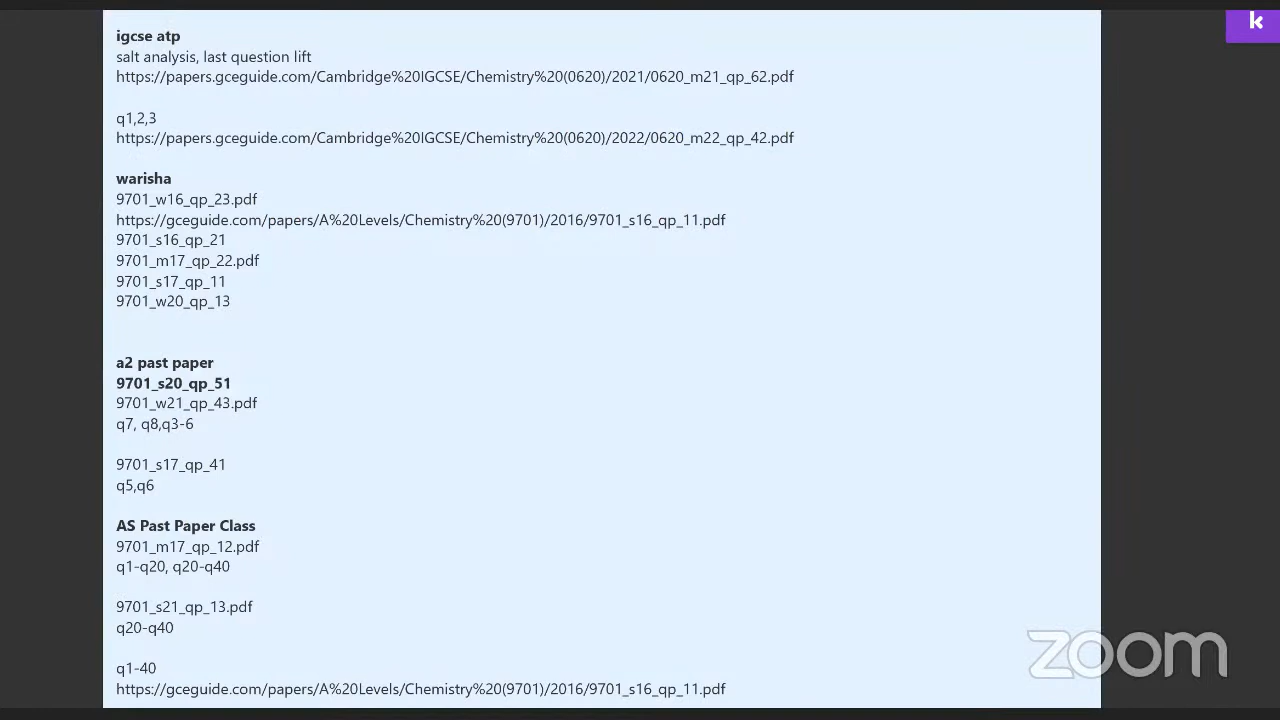 k
igcse atp
salt analysis, last question lift
https://papers.gceguide.com/Cambridge%20IGCSE/Chemistry%20(0620)/2021/0620_m21_qp_62.pdf
q1,2,3
https://papers.gceguide.com/Cambridge%20IGCSE/Chemistry%20(0620)/2022/0620_m22_qp_42.pdf
warisha
9701_w16_qp_23.pdf
https://gceguide.com/papers/A%20Levels/Chemistry%20(9701)/2016/9701_s16_qp_11.pdf
9701_s16_qp_21
9701_m17_qp_22.pdf
9701_s17_qp_11
9701_w20_qp_13
a2 past paper
9701_s20_qp_51
9701_w21_qp_43.pdf
q7, q8,q3-6
9701_s17_qp_41
q5,q6
AS Past Paper Class
9701_m17_qp_12.pdf
q1-q20, q20-q40
9701_s21_qp_13.pdf
q20-q40
q1-40
https://gceguide.com/papers/A%20Levels/Chemistry%20(9701)/2016/9701_s16_qp_11.pdf
zoom